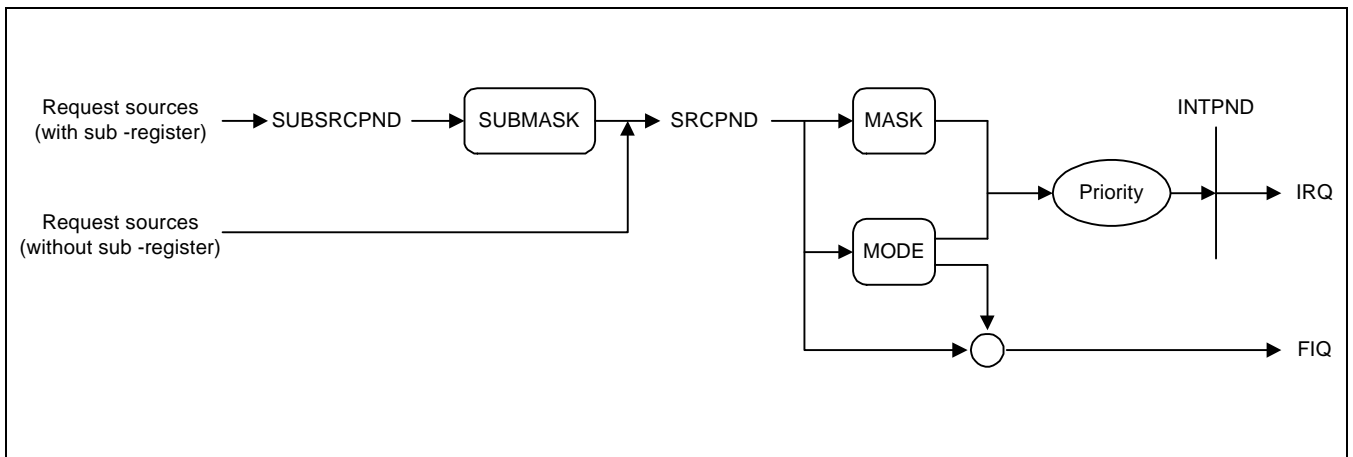 Request sources
(with sub -register)
SUBSRCPND
SUBMASK
SRCPND
MASK
INTPND
Priority
IRQ
Request sources
(without sub -register)
MODE
FIQ